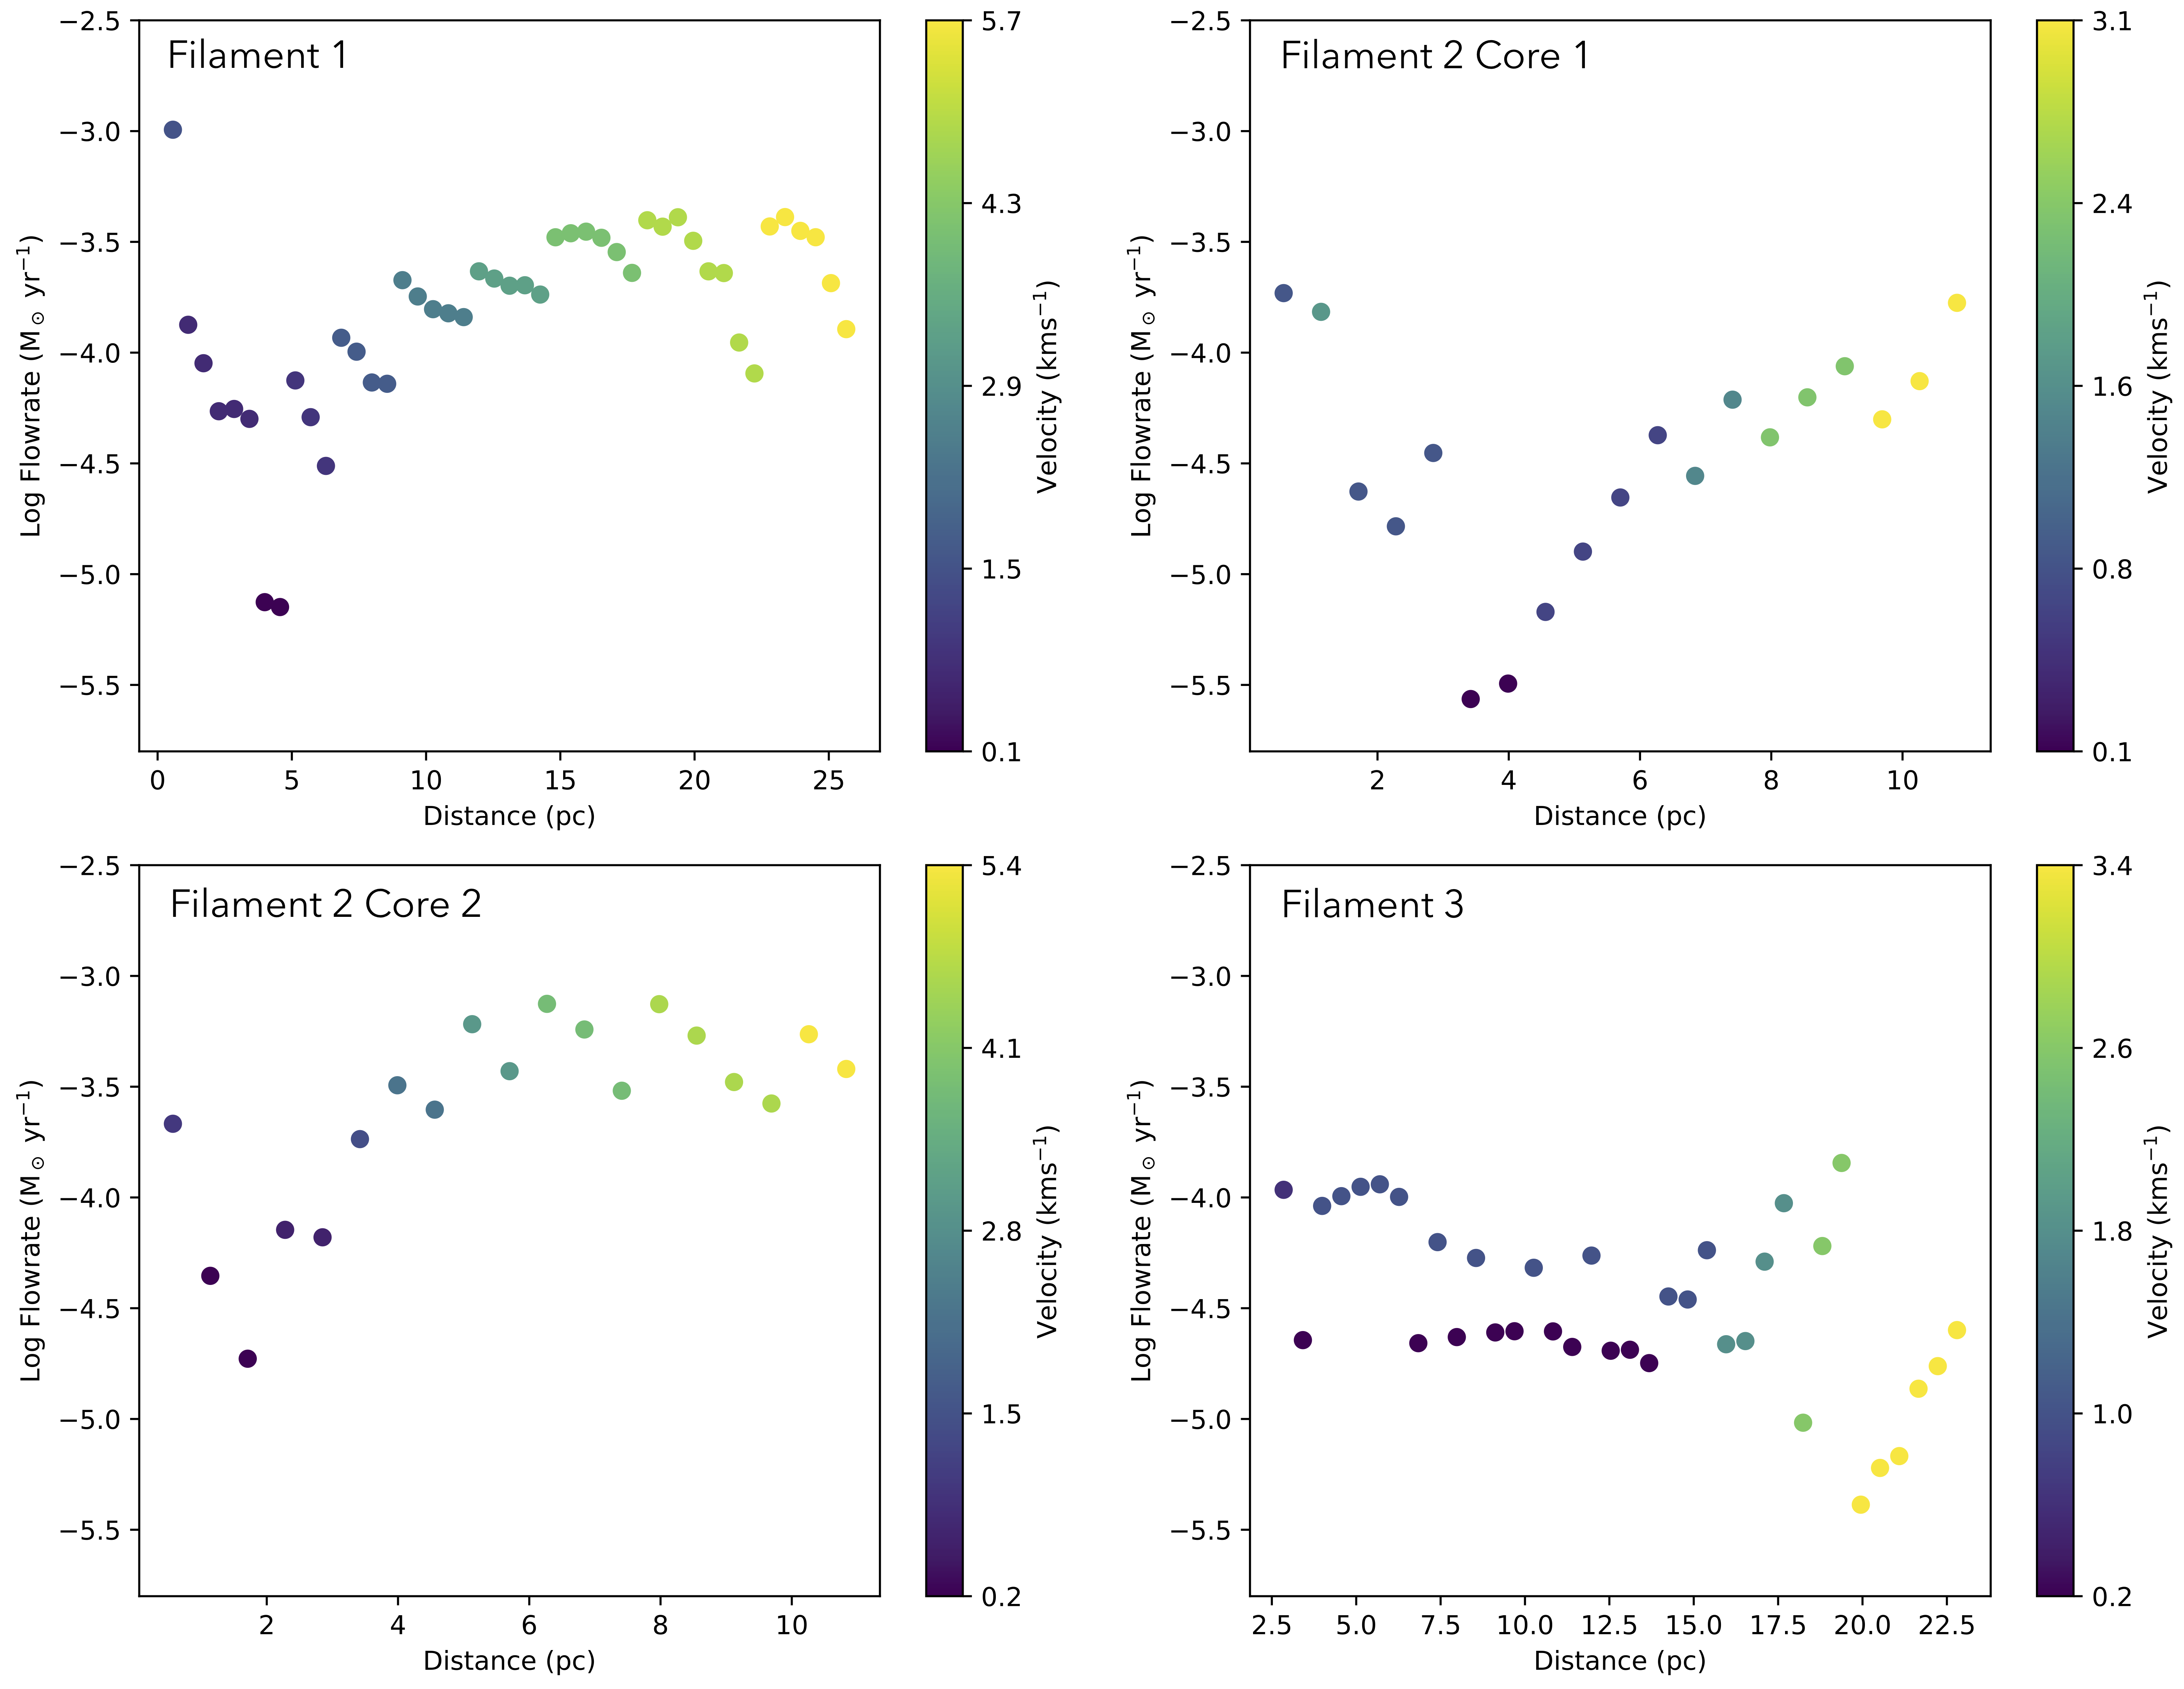 Filament 1
−2.5
−3.0
−3.5
−4.0
−4.5
−5.0
−5.5
Log Flowrate (M⊙ yr−1)
0 5 10 15 20 25
Distance (pc)
5.7
4.3
2.9
1.5
0.1
Velocity (kms−1)
Filament 2 Core 1
−2.5
−3.0
−3.5
−4.0
−4.5
−5.0
−5.5
Log Flowrate (M⊙ yr−1)
2 4 6 8 10
Distance (pc)
3.1
2.4
1.6
0.8
0.1
Velocity (kms−1)
Filament 2 Core 2
−2.5
−3.0
−3.5
−4.0
−4.5
−5.0
−5.5
Log Flowrate (M⊙ yr−1)
2 4 6 8 10
Distance (pc)
5.4
4.1
2.8
1.5
0.2
Velocity (kms−1)
Filament 3
−2.5
−3.0
−3.5
−4.0
−4.5
−5.0
−5.5
Log Flowrate (M⊙ yr−1)
2.5 5.0 7.5 10.0 12.5 15.0 17.5 20.0 22.5
Distance (pc)
3.4
2.6
1.8
1.0
0.2
Velocity (kms−1)